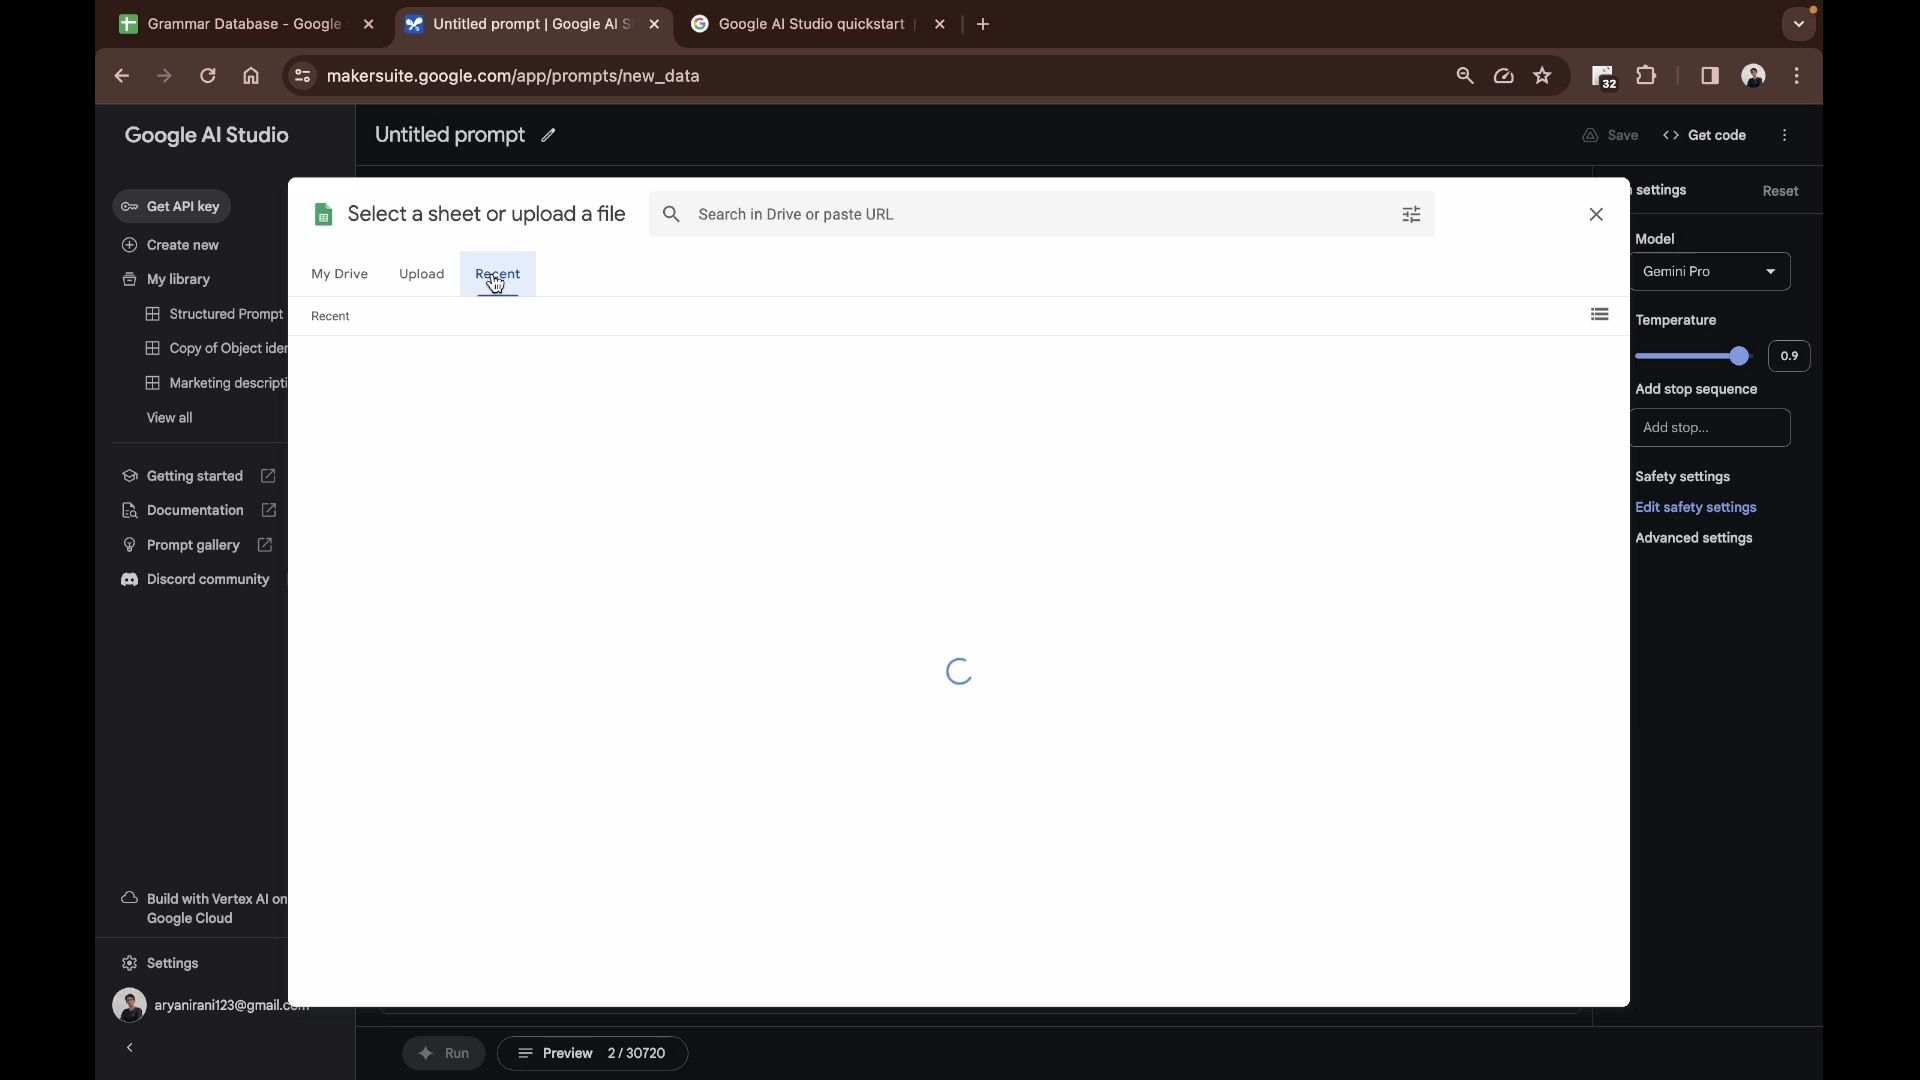 Grammar Database - Google
Untitled prompt | Google AI S
Google AI Studio quickstart
makersuite.google.com/app/prompts/new_data
32
Google AI Studio
Untitled prompt
Save
<> Get code
Get API key
Create new
My library
Structured Prompt
Copy of Object iden
Marketing descripti
View all
Getting started
Documentation
Prompt gallery
Discord community
Build with Vertex AI on
Google Cloud
Settings
aryanirani123@gmail.com
Select a sheet or upload a file
Search in Drive or paste URL
My Drive
Upload
Recent
Recent
settings
Reset
Model
Gemini Pro
Temperature
0.9
Add stop sequence
Add stop...
Safety settings
Edit safety settings
Advanced settings
Run
Preview 2 / 30720